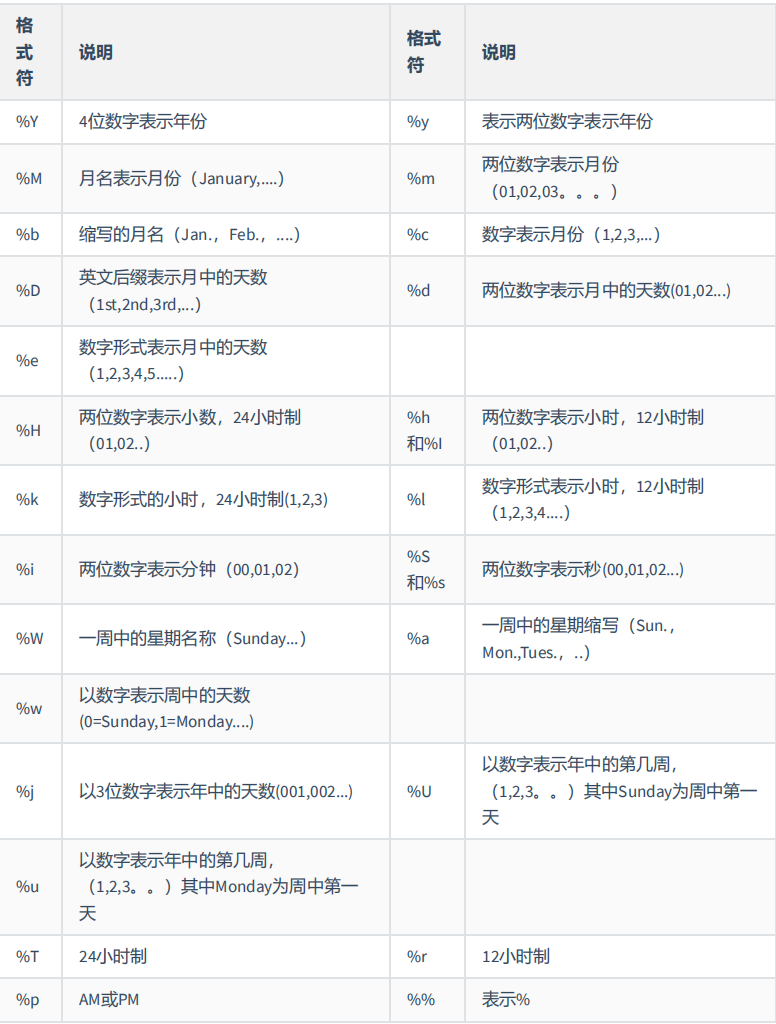 格
式
符
说明
格式
符
说明
%Y
4位数字表示年份
%y
表示两位数字表示年份
%M
月名表示月份（January,....）
%m
两位数字表示月份
（01,02,03。。。）
%b
缩写的月名（Jan.，Feb.，....）
%c
数字表示月份（1,2,3,...）
%D
英文后缀表示月中的天数
（1st,2nd,3rd,...）
%d
两位数字表示月中的天数(01,02...)
%e
数字形式表示月中的天数
（1,2,3,4,5.....）
%H
两位数字表示小数，24小时制
（01,02..）
%h
和%I
两位数字表示小时，12小时制
（01,02..）
%k
数字形式的小时，24小时制(1,2,3)
%l
数字形式表示小时，12小时制
（1,2,3,4....）
%i
两位数字表示分钟（00,01,02）
%S
和%s
两位数字表示秒(00,01,02...)
%W
一周中的星期名称（Sunday...）
%a
一周中的星期缩写（Sun.，
Mon.,Tues.，..）
%w
以数字表示周中的天数
(0=Sunday,1=Monday....)
%j
以3位数字表示年中的天数(001,002...)
%U
以数字表示年中的第几周，
（1,2,3。。）其中Sunday为周中第一
天
%u
以数字表示年中的第几周，
（1,2,3。。）其中Monday为周中第一
天
%T
24小时制
%r
12小时制
%p
AM或PM
%%
表示%